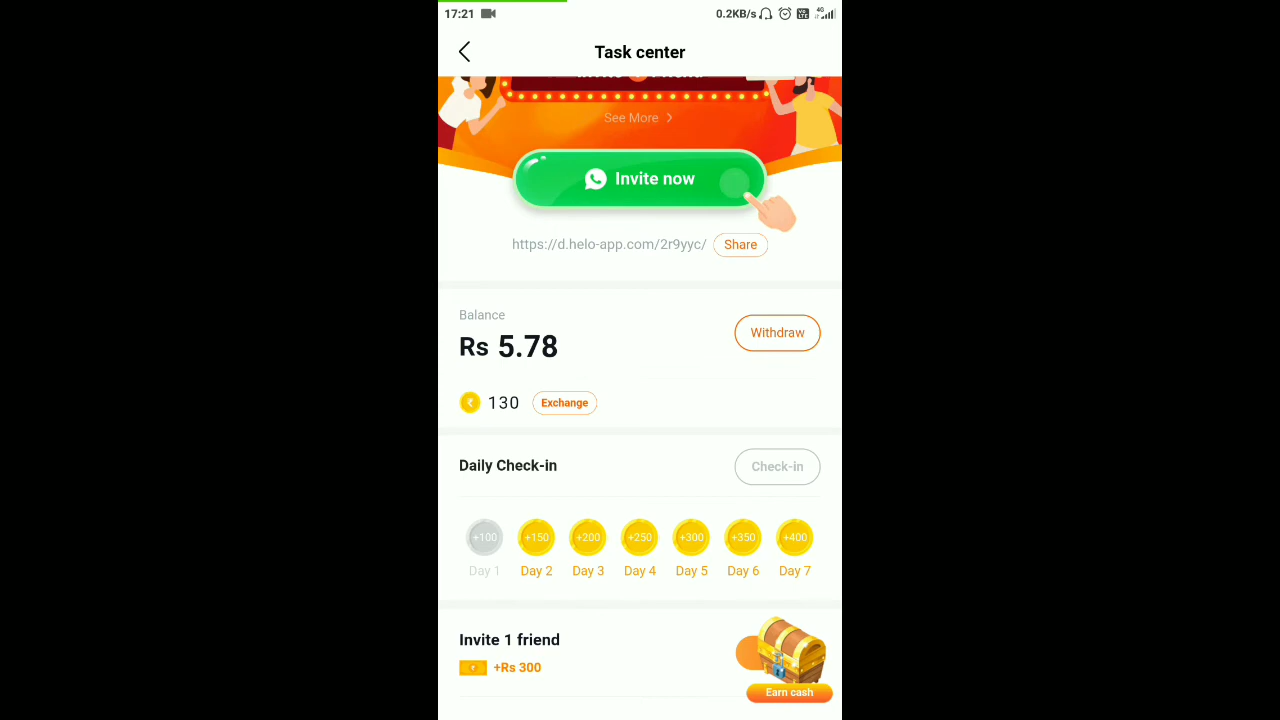 17:21 0.2KB/s 4G
Task center
See More >
Invite now
https://d.helo-app.com/2r9yyc/ Share
Balance
Rs 5.78 Withdraw
130 Exchange
Daily Check-in Check-in
+100 +150 +200 +250 +300 +350 +400
Day 1 Day 2 Day 3 Day 4 Day 5 Day 6 Day 7
Invite 1 friend
+Rs 300
Earn cash